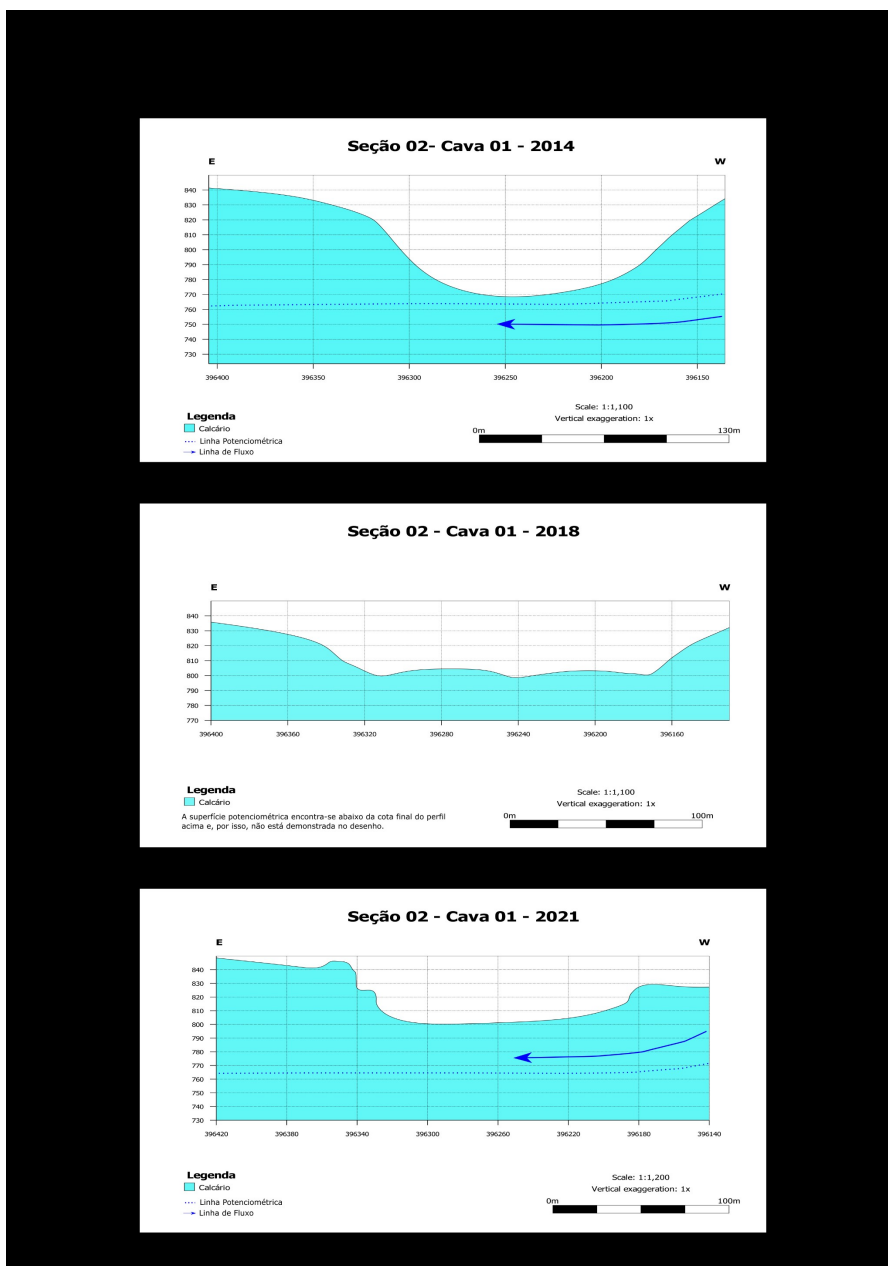 Seção 02- Cava 01 - 2014
E W
840
830
820
810
800
790
780
770
760
750
740
730
396400 396350 396300 396250 396200 396150
Legenda
Calcário
Linha Potenciométrica
Linha de Fluxo
Scale: 1:1,100
Vertical exaggeration: 1x
0m 130m
Seção 02 - Cava 01 - 2018
E W
840
830
820
810
800
790
780
770
396400 396360 396320 396280 396240 396200 396160
Legenda
Calcário
A superfície potenciométrica encontra-se abaixo da cota final do perfil
acima e, por isso, não está demonstrada no desenho.
Scale: 1:1,100
Vertical exaggeration: 1x
0m 100m
Seção 02 - Cava 01 - 2021
E W
840
830
820
810
800
790
780
770
760
750
740
730
396420 396380 396340 396300 396260 396220 396180 396140
Legenda
Calcário
Linha Potenciométrica
Linha de Fluxo
Scale: 1:1,200
Vertical exaggeration: 1x
0m 100m